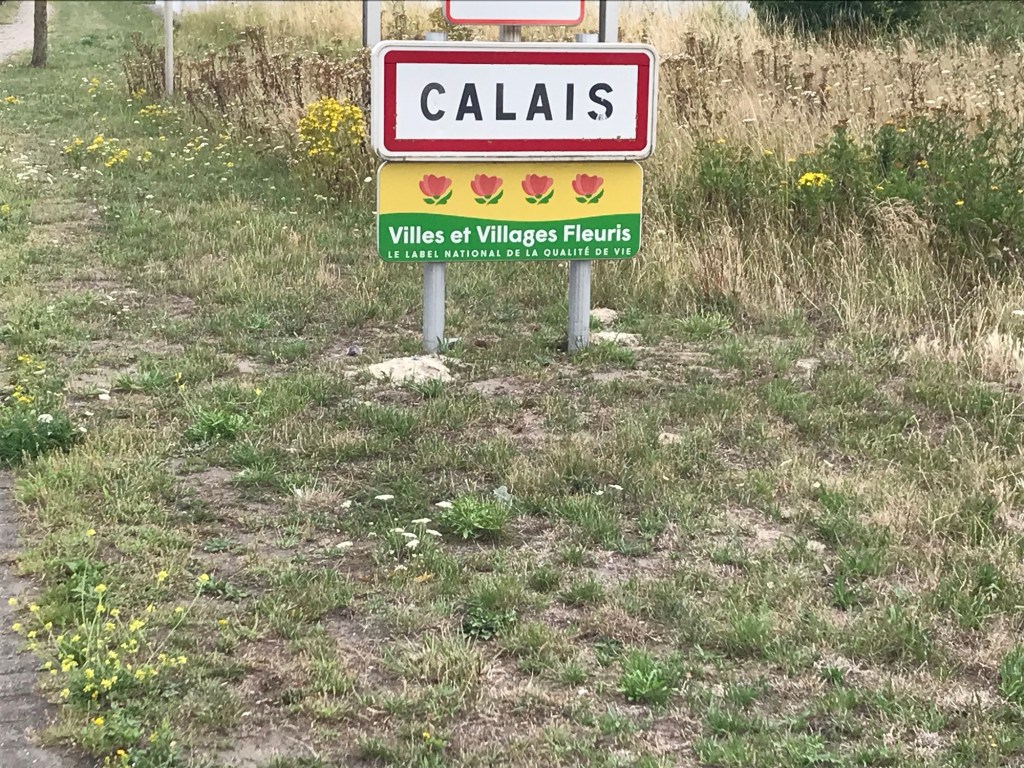 CALAIS
Villes et Villages Fleuris
LE LABEL NATIONAL DE LA QUALITÉ DE VIE